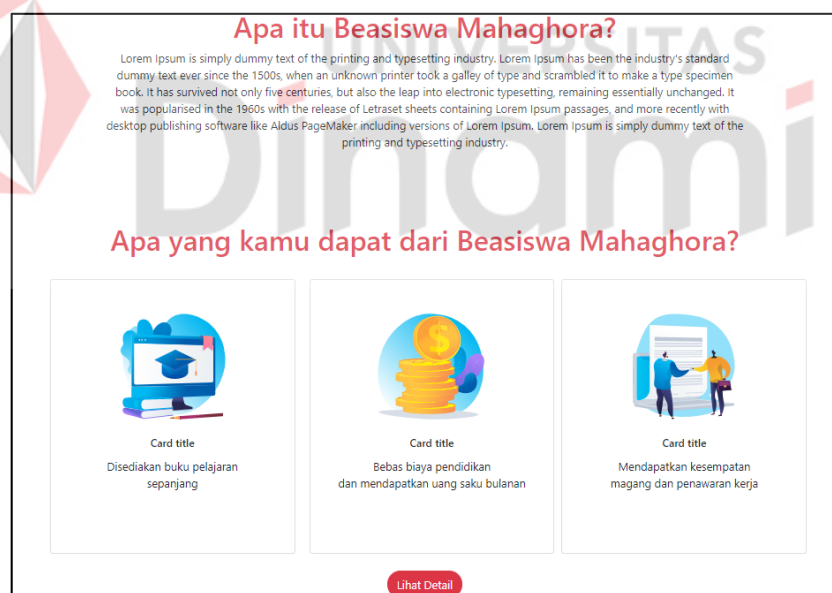 Apa itu Beasiswa Mahaghora?
UNIVERSITAS
Lorem Ipsum is simply dummy text of the printing and typesetting industry. Lorem Ipsum has been the industry's standard
dummy text ever since the 1500s, when an unknown printer took a galley of type and scrambled it to make a type specimen
book. It has survived not only five centuries, but also the leap into electronic typesetting, remaining essentially unchanged. It
was popularised in the 1960s with the release of Letraset sheets containing Lorem Ipsum passages, and more recently with
desktop publishing software like Aldus PageMaker including versions of Lorem Ipsum. Lorem Ipsum is simply dummy text of the
printing and typesetting industry.
Dinami
Apa yang kamu dapat dari Beasiswa Mahaghora?
$
Card title
Disediakan buku pelajaran
sepanjang
Card title
Bebas biaya pendidikan
dan mendapatkan uang saku bulanan
Card title
Mendapatkan kesempatan
magang dan penawaran kerja
Lihat Detail